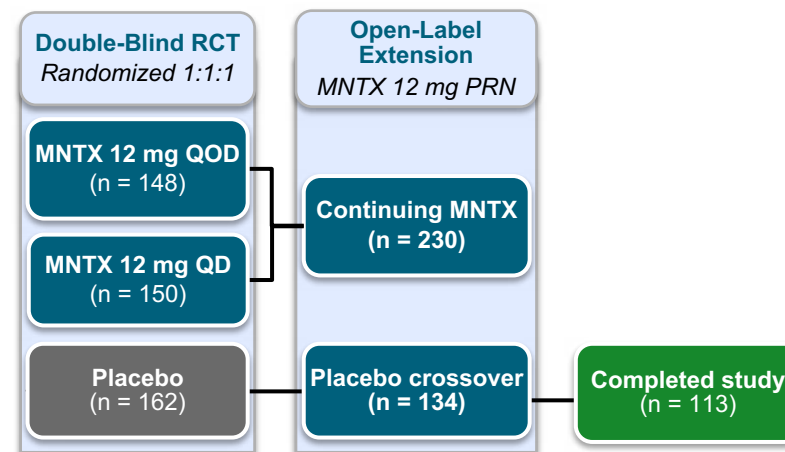 Double-Blind RCT
Randomized 1:1:1
Open-Label
Extension
MNTX 12 mg PRN
MNTX 12 mg QOD
(n = 148)
MNTX 12 mg QD
(n = 150)
Continuing MNTX
(n = 230)
Placebo
(n = 162)
Placebo crossover
(n = 134)
Completed study
(n = 113)